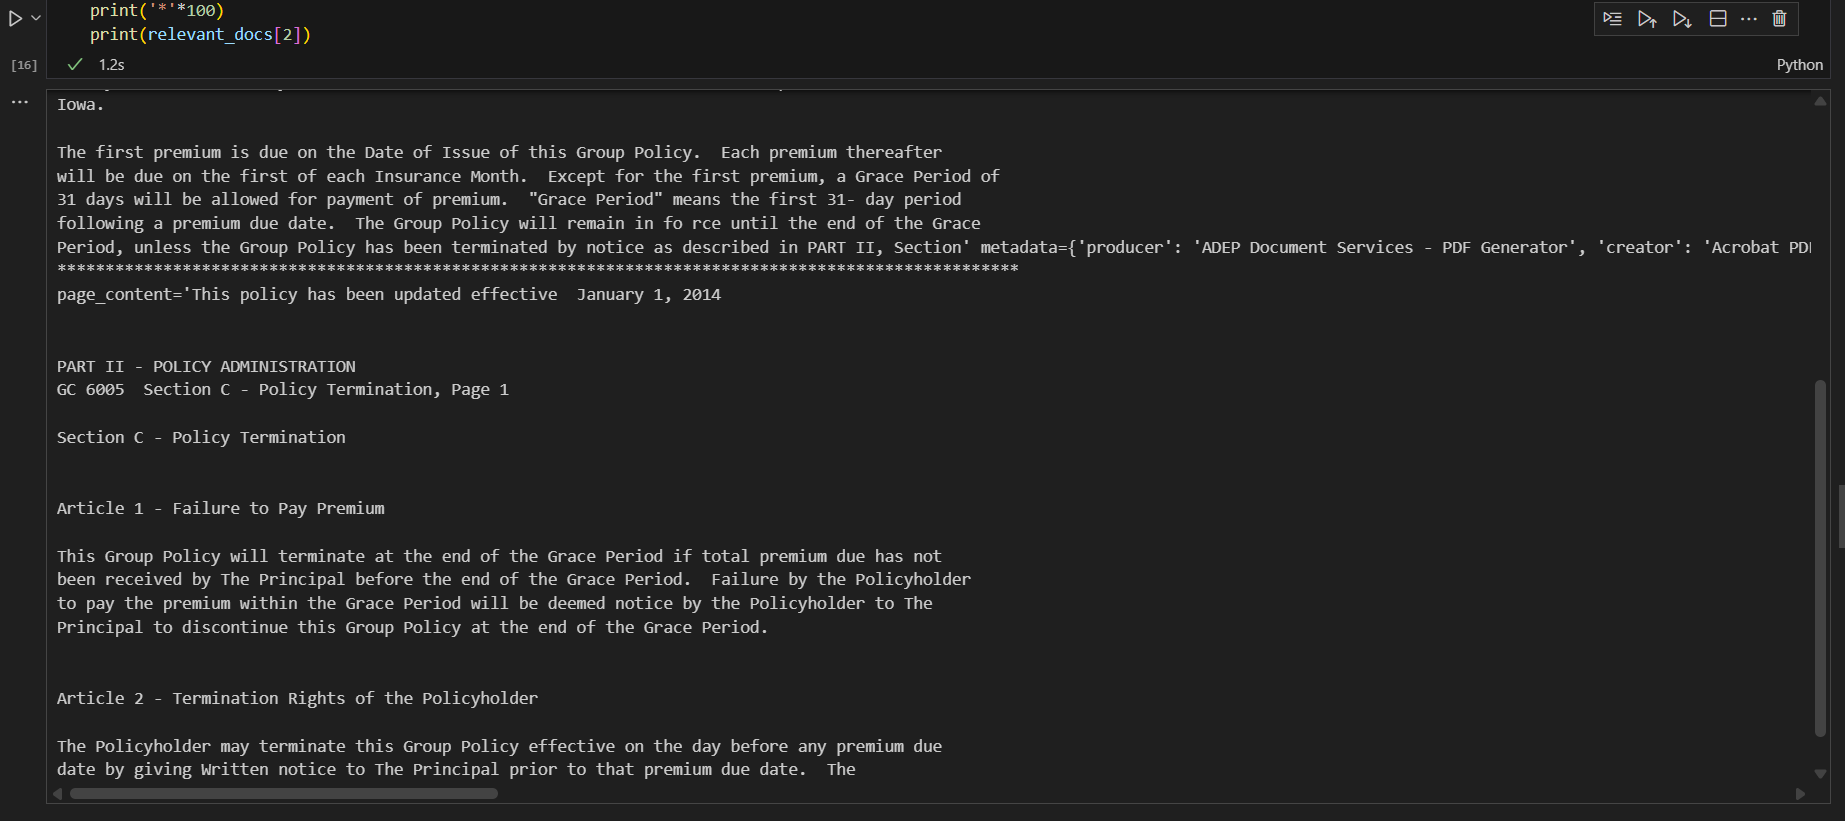 print('*'*100)
print(relevant_docs[2])
[16]
1.2s
Python
Iowa.
The first premium is due on the Date of Issue of this Group Policy.  Each premium thereafter
will be due on the first of each Insurance Month.  Except for the first premium, a Grace Period of
31 days will be allowed for payment of premium.  "Grace Period" means the first 31- day period
following a premium due date.  The Group Policy will remain in fo rce until the end of the Grace
Period, unless the Group Policy has been terminated by notice as described in PART II, Section' metadata={'producer': 'ADEP Document Services - PDF Generator', 'creator': 'Acrobat PD
****************************************************************************************************
page_content='This policy has been updated effective  January 1, 2014
PART II - POLICY ADMINISTRATION
GC 6005  Section C - Policy Termination, Page 1
Section C - Policy Termination
Article 1 - Failure to Pay Premium
This Group Policy will terminate at the end of the Grace Period if total premium due has not
been received by The Principal before the end of the Grace Period.  Failure by the Policyholder
to pay the premium within the Grace Period will be deemed notice by the Policyholder to The
Principal to discontinue this Group Policy at the end of the Grace Period.
Article 2 - Termination Rights of the Policyholder
The Policyholder may terminate this Group Policy effective on the day before any premium due
date by giving Written notice to The Principal prior to that premium due date.  The